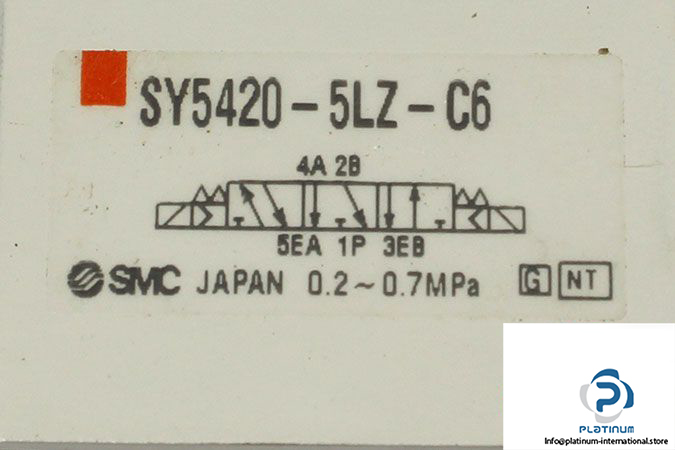 SY5420-5LZ-C6
4A 2B
5EA 1P 3EB
SMC JAPAN 0.2~0.7MPa G NT
P
PLATINUM
Info@platinum-international.store